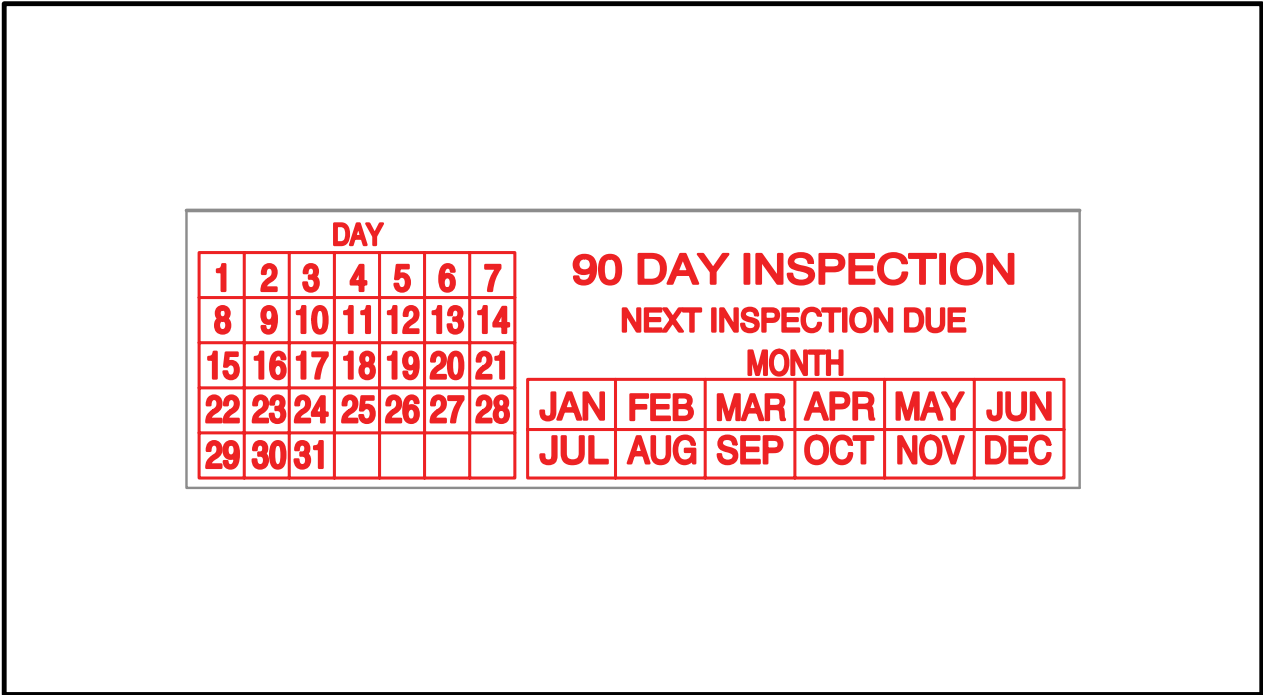 DAY
1 2 3 4 5 6 7
8 9 10 11 12 13 14
15 16 17 18 19 20 21
22 23 24 25 26 27 28
29 30 31
90 DAY INSPECTION
NEXT INSPECTION DUE
MONTH
JAN FEB MAR APR MAY JUN
JUL AUG SEP OCT NOV DEC